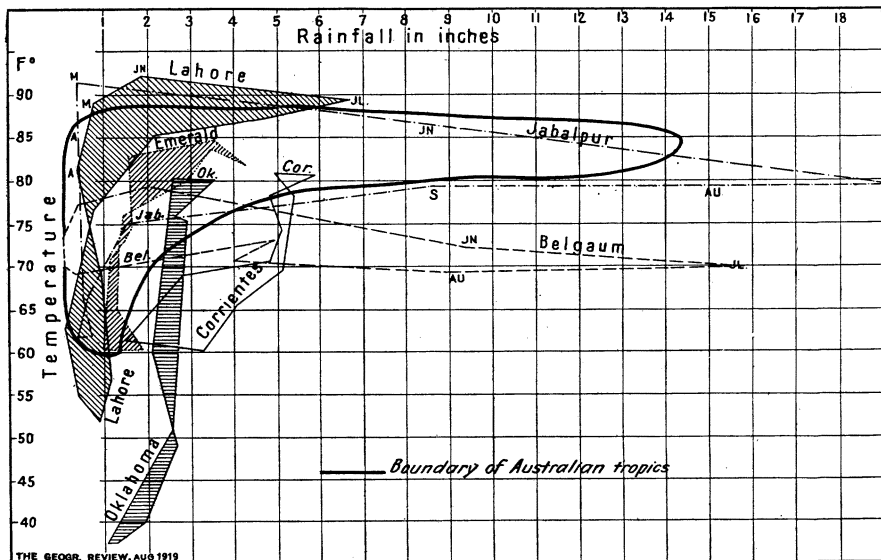 1 2 3 4 5 6 7 8 9 10 11 12 13 14 15 16 17 18
Rainfall in inches
F°
M
JN
Lahore
90
M
JL.
A
JN
Jabalpur
85
Emerald
A
Ok.
Cor.
80
S
AU
75
Jab.
JN
Belgaum
70
Bel.
JL
AU
Temperature
65
Corrientes
60
55
Lahore
50
Boundary of Australian tropics
45
Oklahoma
40
THE GEOGR. REVIEW, AUG 1919